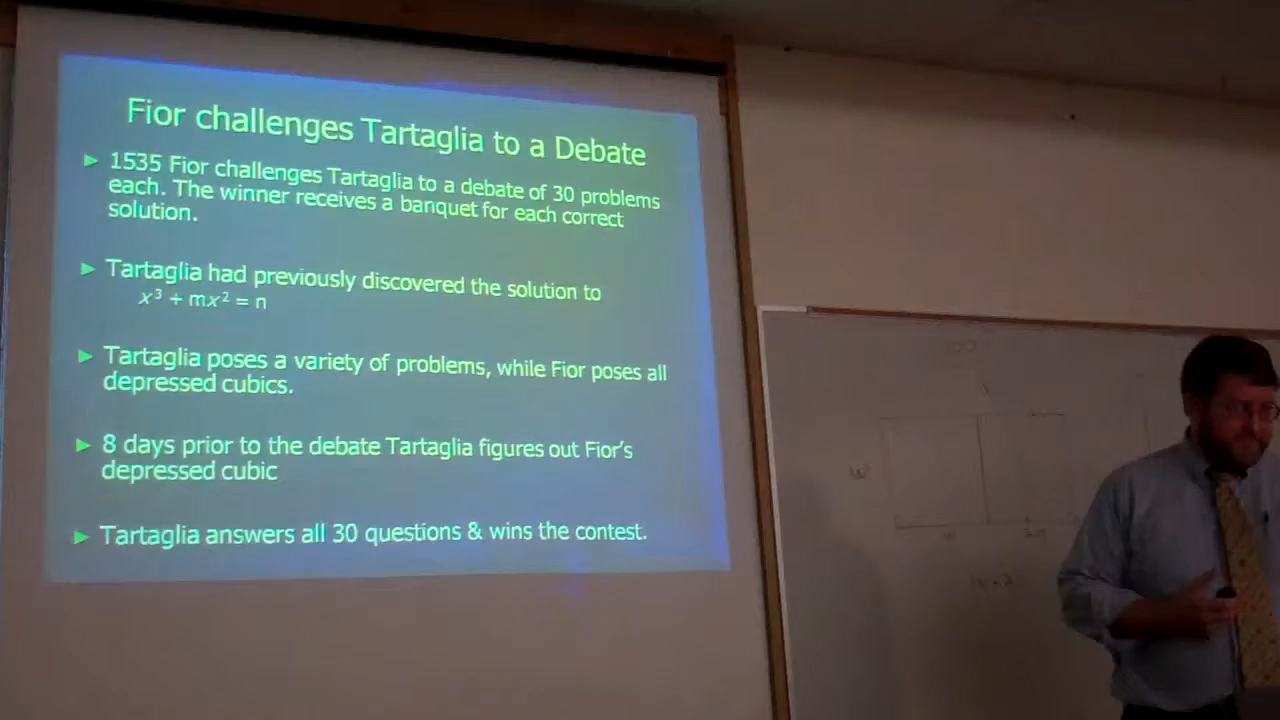 Fior challenges Tartaglia to a Debate
► 1535 Fior challenges Tartaglia to a debate of 30 problems
each. The winner receives a banquet for each correct
solution.
► Tartaglia had previously discovered the solution to
x³ + mx² = n
► Tartaglia poses a variety of problems, while Fior poses all
depressed cubics.
► 8 days prior to the debate Tartaglia figures out Fior's
depressed cubic
► Tartaglia answers all 30 questions & wins the contest.